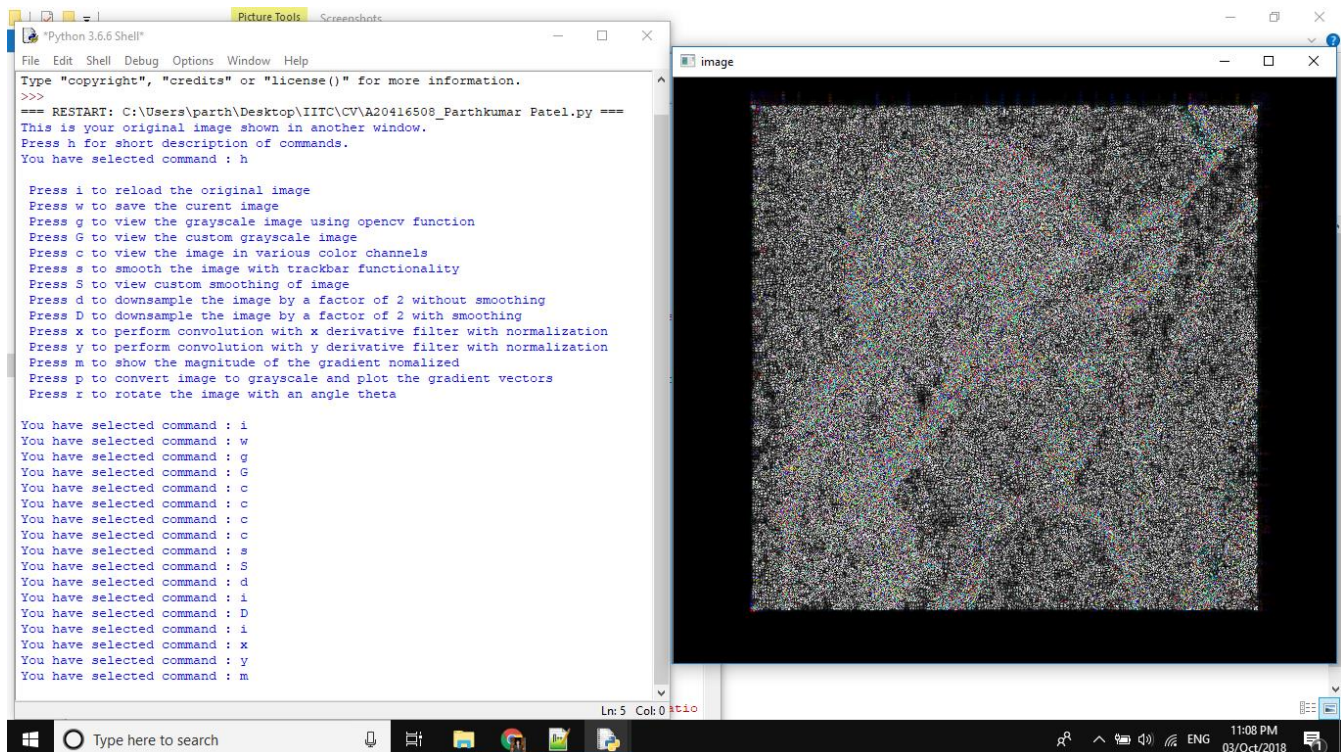 Picture Tools Screenshots
*Python 3.6.6 Shell*
File Edit Shell Debug Options Window Help
Type "copyright", "credits" or "license()" for more information.
>>>
=== RESTART: C:\Users\parth\Desktop\IITC\CV\A20416508_Parthkumar Patel.py ===
This is your original image shown in another window.
Press h for short description of commands.
You have selected command : h
Press i to reload the original image
Press w to save the curent image
Press g to view the grayscale image using opencv function
Press G to view the custom grayscale image
Press c to view the image in various color channels
Press s to smooth the image with trackbar functionality
Press S to view custom smoothing of image
Press d to downsample the image by a factor of 2 without smoothing
Press D to downsample the image by a factor of 2 with smoothing
Press x to perform convolution with x derivative filter with normalization
Press y to perform convolution with y derivative filter with normalization
Press m to show the magnitude of the gradient nomalized
Press p to convert image to grayscale and plot the gradient vectors
Press r to rotate the image with an angle theta
You have selected command : i
You have selected command : w
You have selected command : g
You have selected command : G
You have selected command : c
You have selected command : c
You have selected command : c
You have selected command : c
You have selected command : s
You have selected command : S
You have selected command : d
You have selected command : i
You have selected command : D
You have selected command : i
You have selected command : x
You have selected command : y
You have selected command : m
Ln: 5 Col: 0
atio
image
Type here to search
ENG
11:08 PM
03/Oct/2018